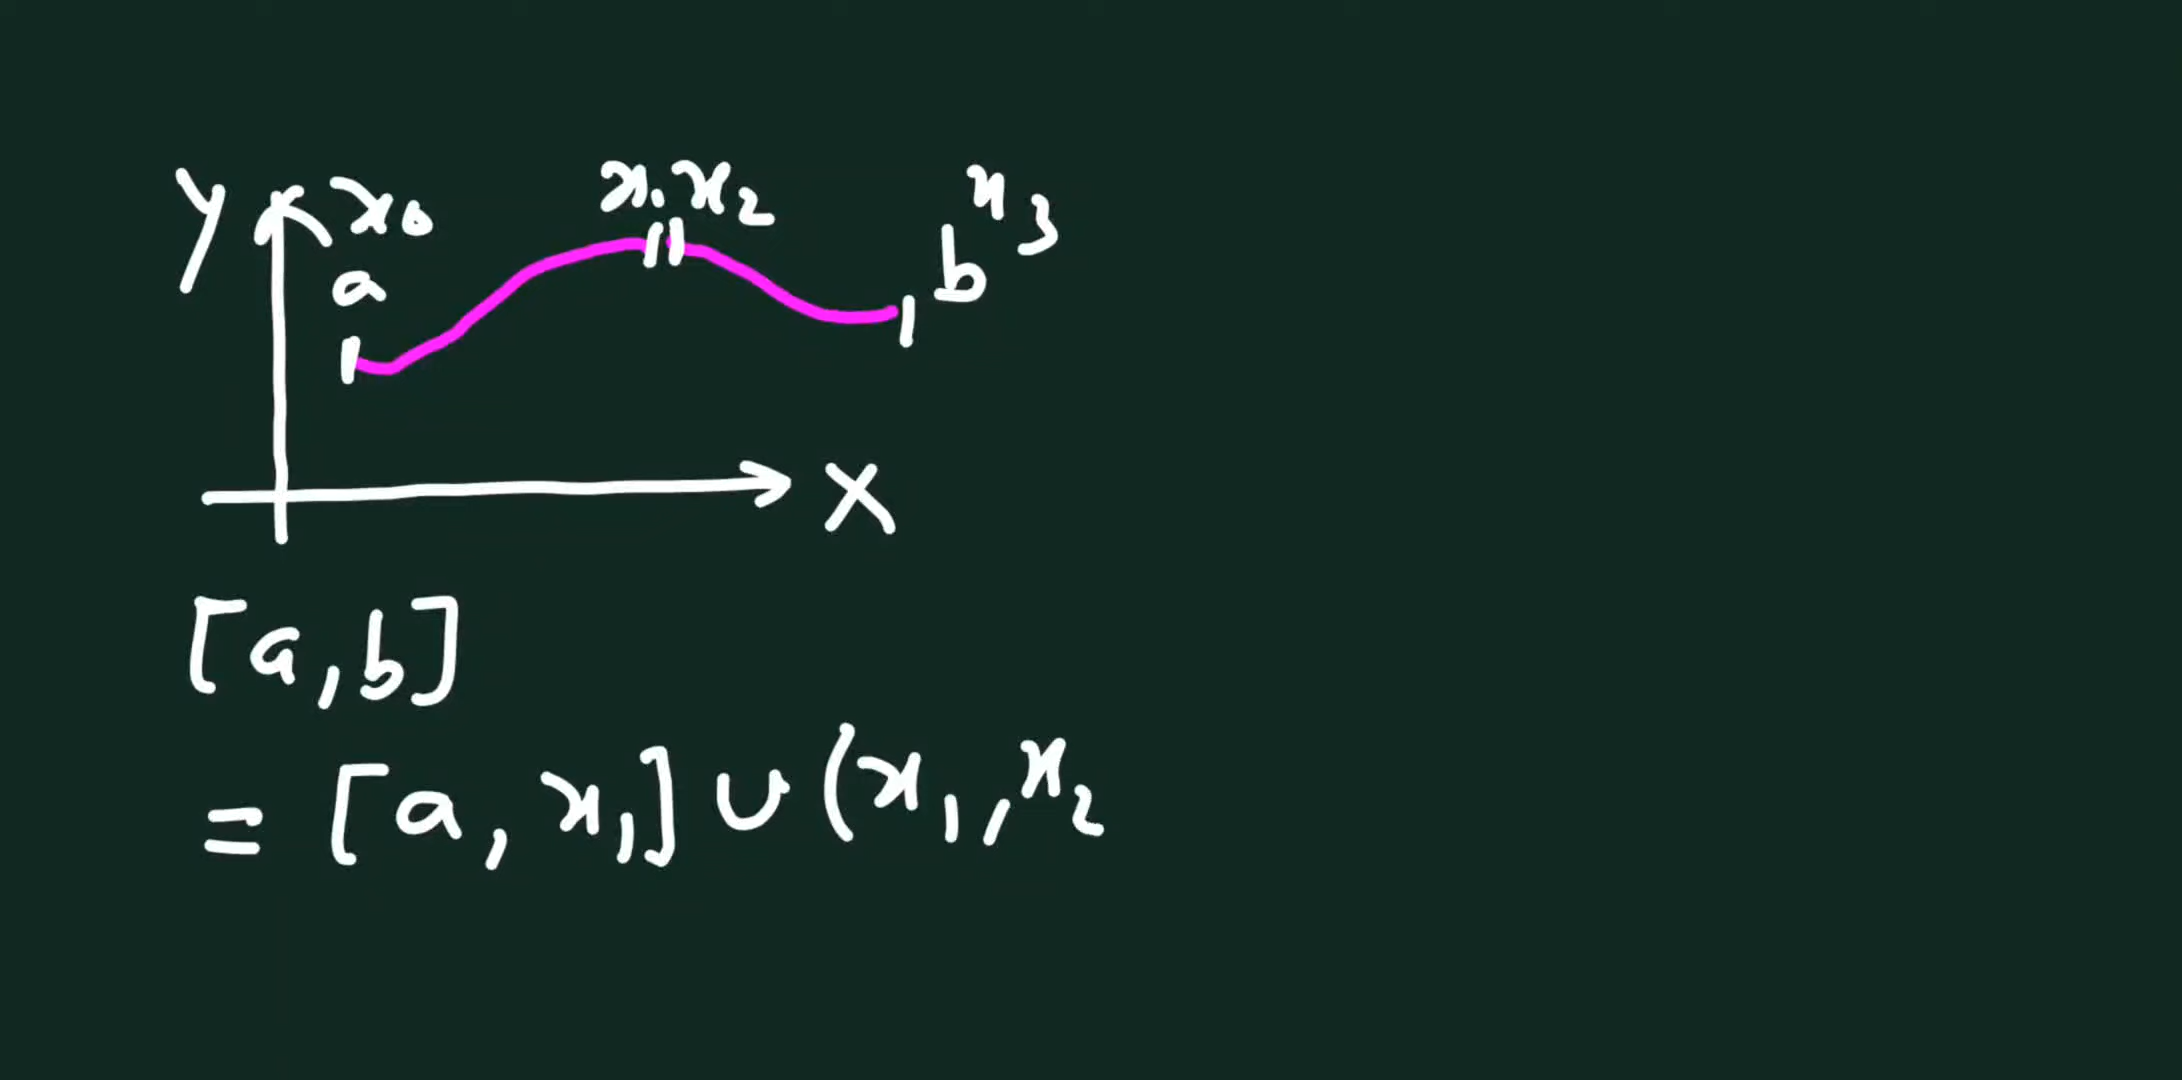 y x₀ x₁ x₂ x₃
a b
x
[a,b]
= [a, x₁] ∪ (x₁, x₂